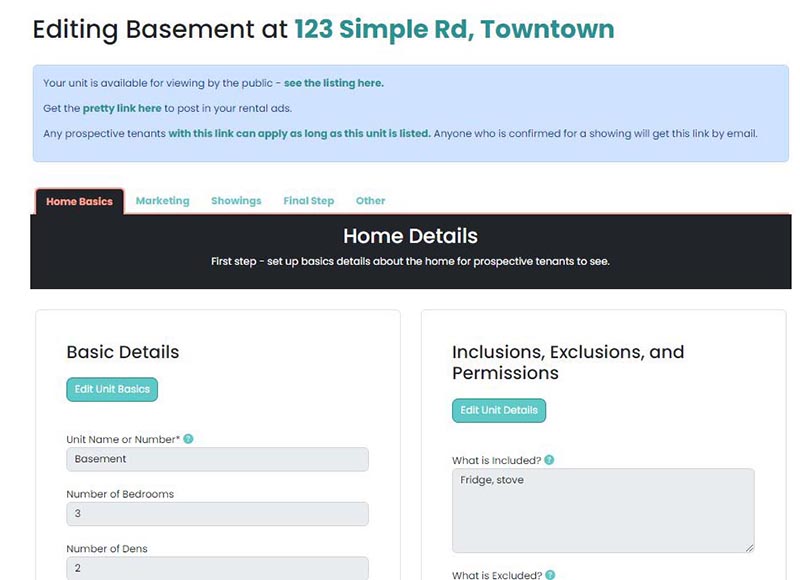 Editing Basement at 123 Simple Rd, Towntown
Your unit is available for viewing by the public - see the listing here.
Get the pretty link here to post in your rental ads.
Any prospective tenants with this link can apply as long as this unit is listed. Anyone who is confirmed for a showing will get this link by email.
Home Basics
Marketing
Showings
Final Step
Other
Home Details
First step - set up basics details about the home for prospective tenants to see.
Basic Details
Edit Unit Basics
Unit Name or Number* ?
Basement
Number of Bedrooms
3
Number of Dens
2
Inclusions, Exclusions, and
Permissions
Edit Unit Details
What is Included? ?
Fridge, stove
What is Excluded? ?